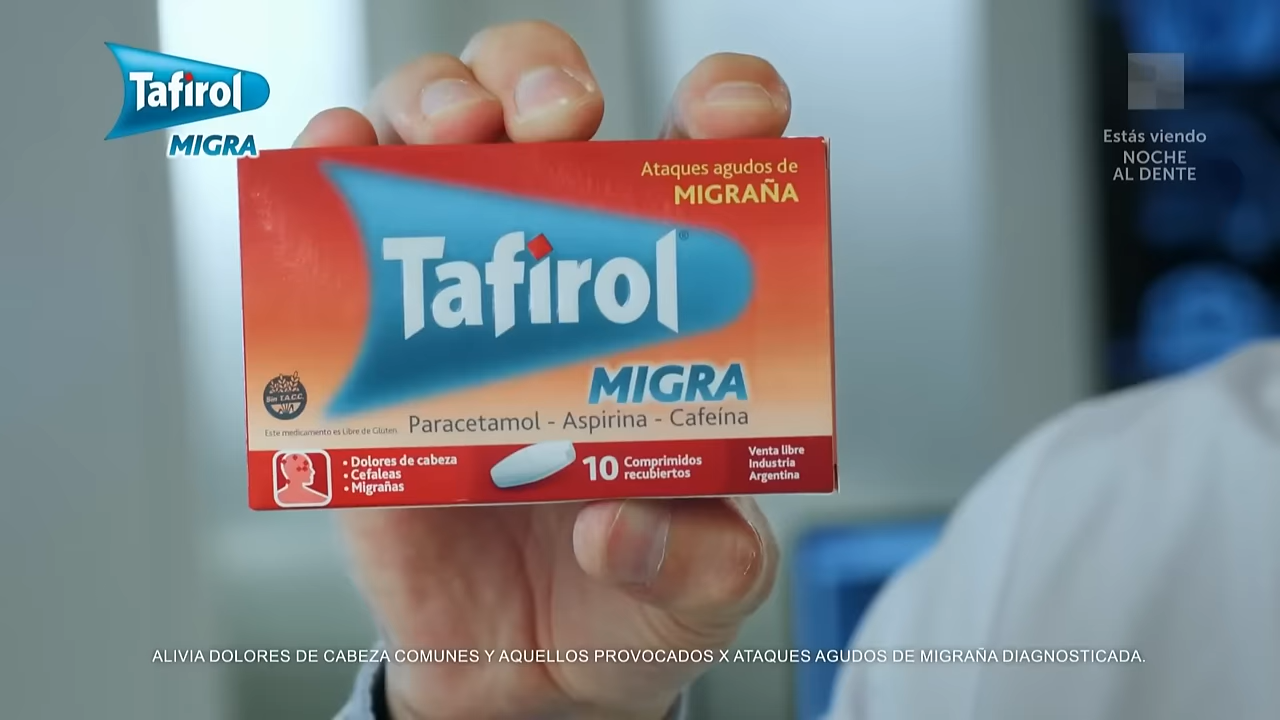 Tafirol
MIGRA
Estás viendo
NOCHE
AL DENTE
Ataques agudos de
MIGRAÑA
Tafirol®
MIGRA
Paracetamol - Aspirina - Cafeína
Sin T.A.C.C.
Este medicamento es Libre de Gluten.
• Dolores de cabeza
• Cefaleas
• Migrañas
10 Comprimidos
recubiertos
Venta libre
Industria
Argentina
ALIVIA DOLORES DE CABEZA COMUNES Y AQUELLOS PROVOCADOS X ATAQUES AGUDOS DE MIGRAÑA DIAGNOSTICADA.